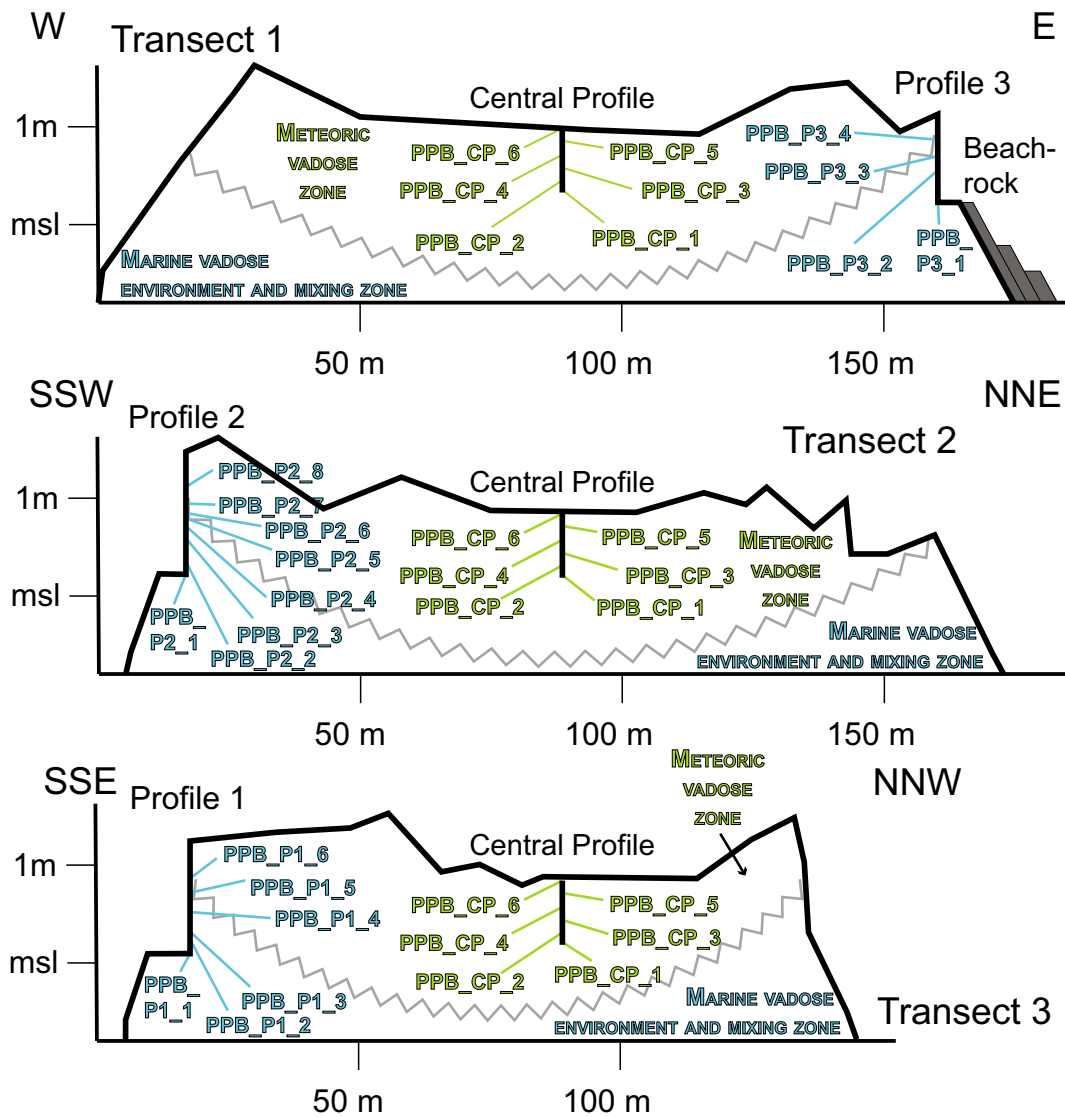 W
E
Transect 1
Profile 3
Central Profile
1m
METEORIC
VADOSE
ZONE
PPB_CP_6
PPB_CP_5
PPB_P3_4
Beach-
rock
PPB_P3_3
PPB_CP_4
PPB_CP_3
msl
PPB_CP_2
PPB_CP_1
PPB_P3_2
PPB_
P3_1
MARINE VADOSE
ENVIRONMENT AND MIXING ZONE
50 m
100 m
150 m
SSW
NNE
Profile 2
Transect 2
Central Profile
PPB_P2_8
1m
PPB_P2_7
PPB_P2_6
PPB_P2_5
PPB_CP_6
PPB_CP_5
METEORIC
VADOSE
ZONE
PPB_CP_4
PPB_CP_3
msl
PPB_P2_4
PPB_CP_2
PPB_CP_1
PPB_
P2_1
PPB_P2_3
PPB_P2_2
MARINE VADOSE
ENVIRONMENT AND MIXING ZONE
50 m
100 m
150 m
METEORIC
VADOSE
ZONE
SSE
NNW
Profile 1
Central Profile
1m
PPB_P1_6
PPB_P1_5
PPB_P1_4
PPB_CP_6
PPB_CP_5
PPB_CP_4
PPB_CP_3
msl
PPB_CP_2
PPB_CP_1
PPB_
P1_1
PPB_P1_3
PPB_P1_2
MARINE VADOSE
ENVIRONMENT AND MIXING ZONE
Transect 3
50 m
100 m